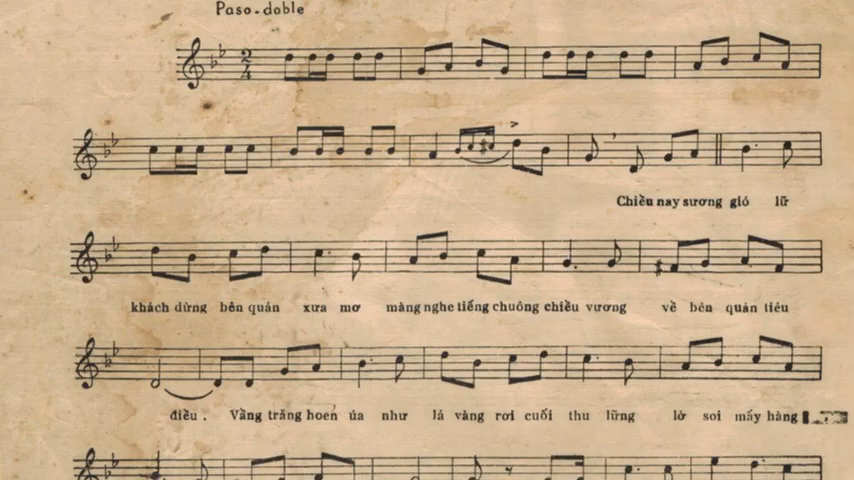 Paso-doble
2
4
Chiều nay sương gió lữ
khách dừng bên quán xưa mơ màng nghe tiếng chuông chiều vương về bên quán tiêu
điều . Vầng trăng hoen úa như lá vàng rơi cuối thu lững lờ soi mấy hàng